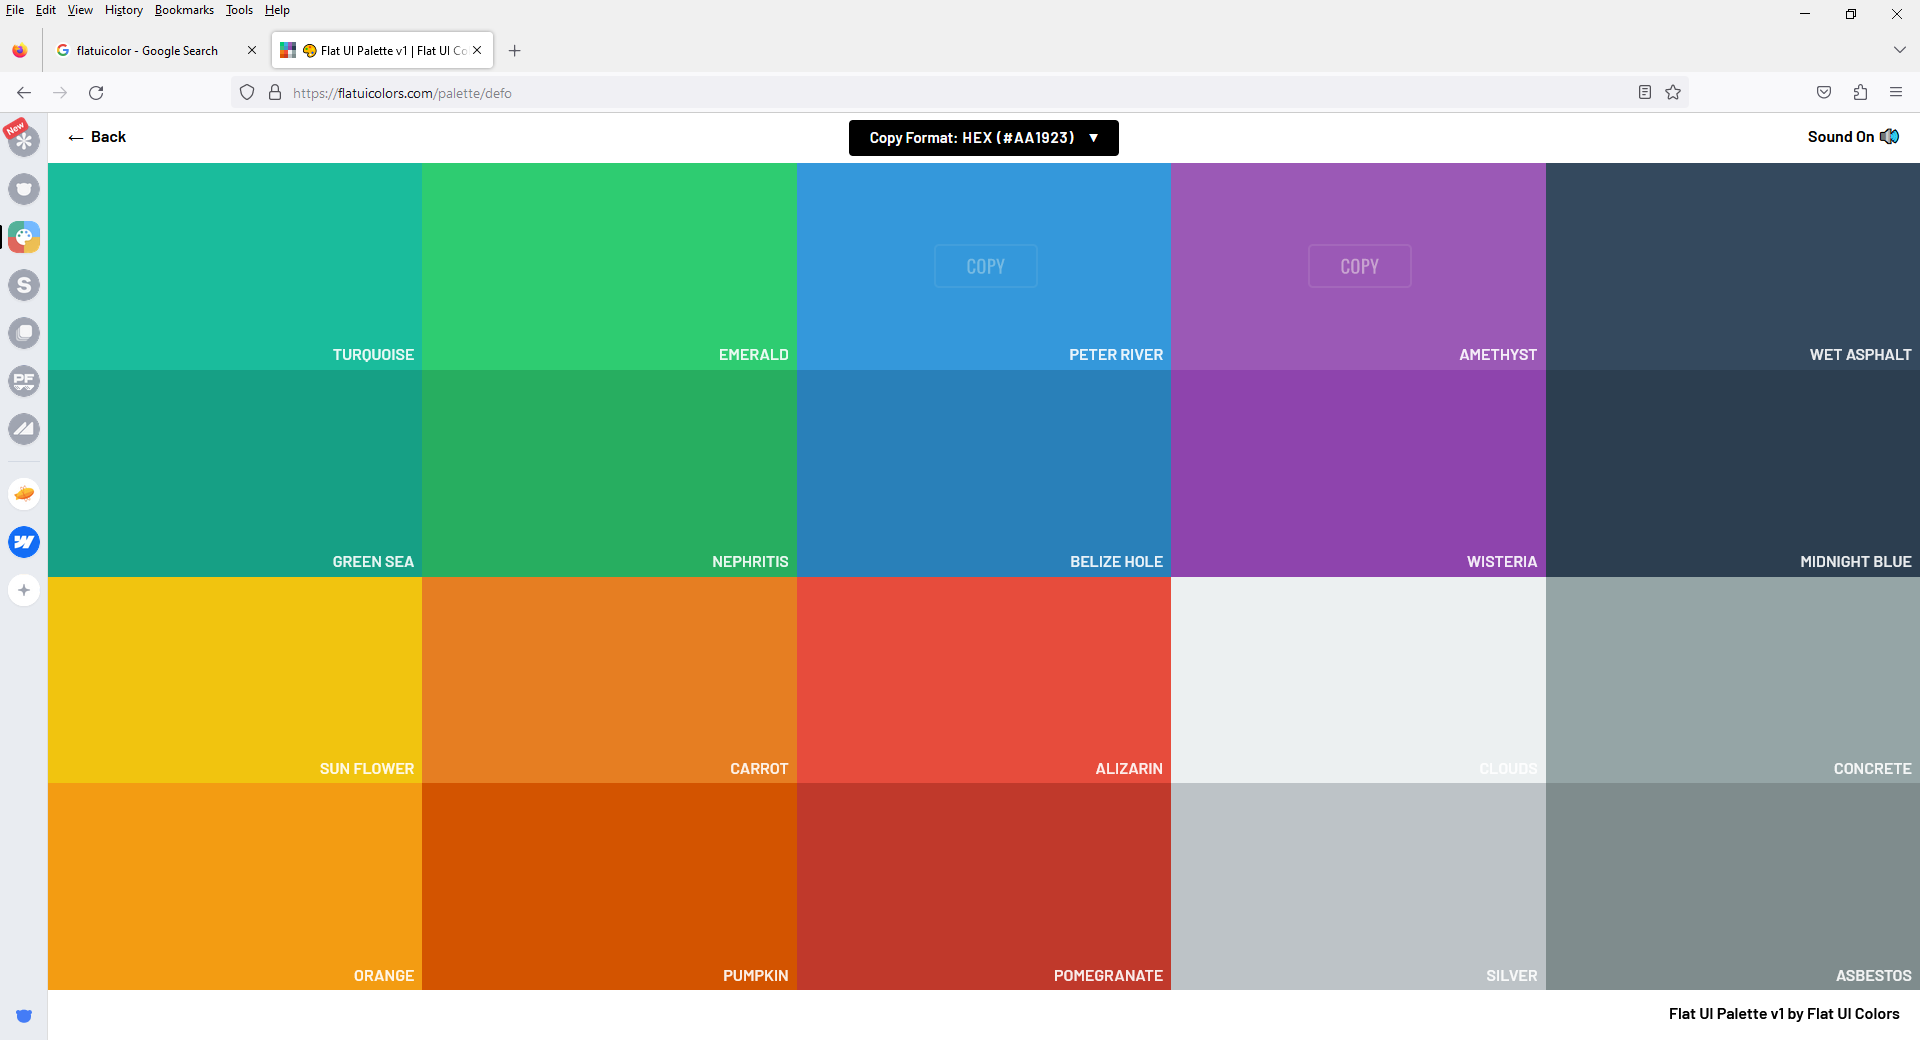 File Edit View History Bookmarks Tools Help
flatuicolor - Google Search
Flat UI Palette v1 | Flat UI Co
https://flatuicolors.com/palette/defo
New
← Back
Copy Format: HEX (#AA1923) ▼
Sound On
COPY COPY
TURQUOISE EMERALD PETER RIVER AMETHYST WET ASPHALT
S
PF
GREEN SEA NEPHRITIS BELIZE HOLE WISTERIA MIDNIGHT BLUE
SUN FLOWER CARROT ALIZARIN CLOUDS CONCRETE
ORANGE PUMPKIN POMEGRANATE SILVER ASBESTOS
Flat UI Palette v1 by Flat UI Colors